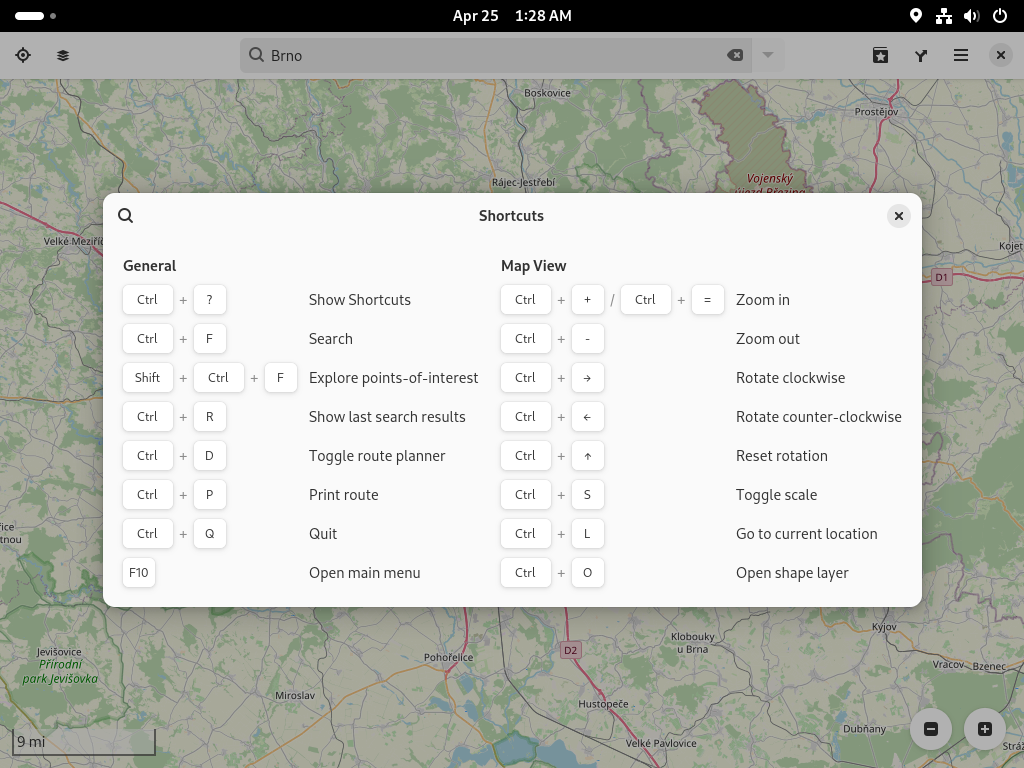 Apr 25 1:28 AM
Brno
Boskovice
Prostějov
Rájec-Jestřebí
Vojenský
újezd Březina
Shortcuts
Velké Meziříč
Kojet
D1
General
Ctrl + ? Show Shortcuts
Ctrl + F Search
Shift + Ctrl + F Explore points-of-interest
Ctrl + R Show last search results
Ctrl + D Toggle route planner
Ctrl + P Print route
Ctrl + Q Quit
F10 Open main menu
Map View
Ctrl + + / Ctrl + = Zoom in
Ctrl + - Zoom out
Ctrl + → Rotate clockwise
Ctrl + ← Rotate counter-clockwise
Ctrl + ↑ Reset rotation
Ctrl + S Toggle scale
Ctrl + L Go to current location
Ctrl + O Open shape layer
fice
tnou
Kyjov
Klobouky
u Brna
D2
Jevišovice
Přírodní
park Jevišovka
Pohořelice
Vracov
Bzenec
Miroslav
Hustopeče
Dubňany
Velké Pavlovice
Stráž
9 mi